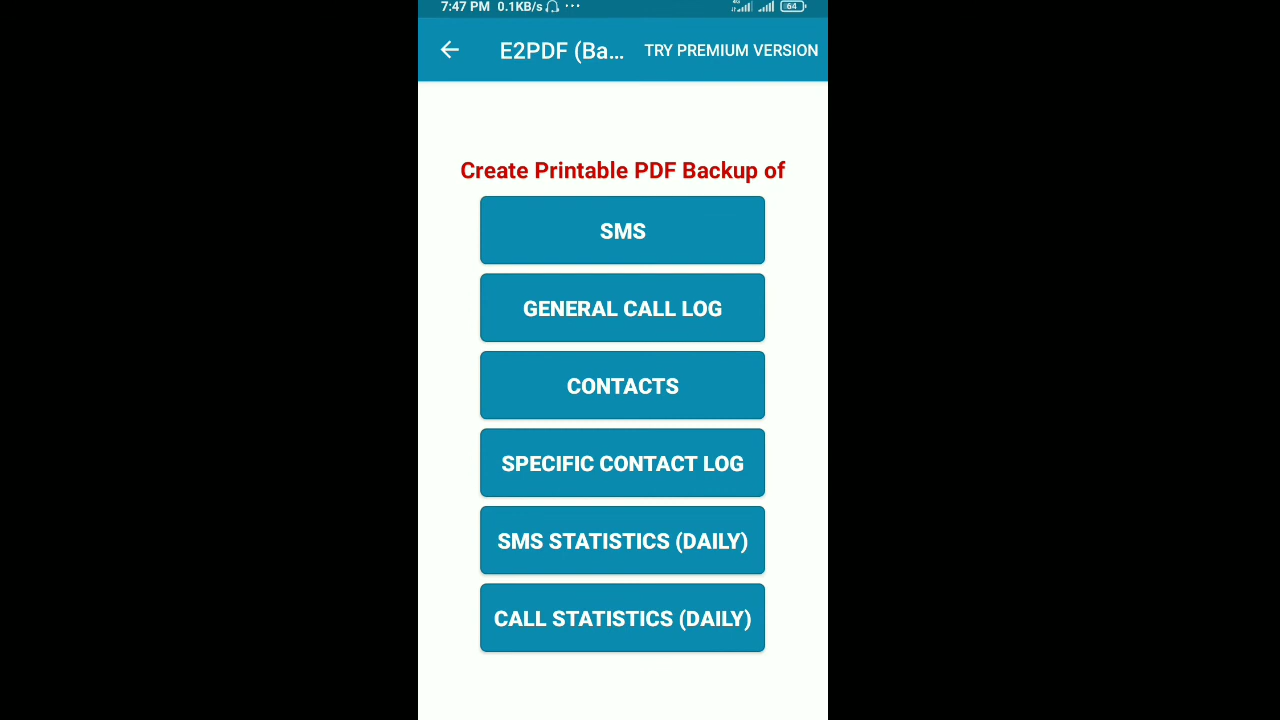 7:47 PM 0.1KB/s ... 64
E2PDF (Ba... TRY PREMIUM VERSION
Create Printable PDF Backup of
SMS
GENERAL CALL LOG
CONTACTS
SPECIFIC CONTACT LOG
SMS STATISTICS (DAILY)
CALL STATISTICS (DAILY)